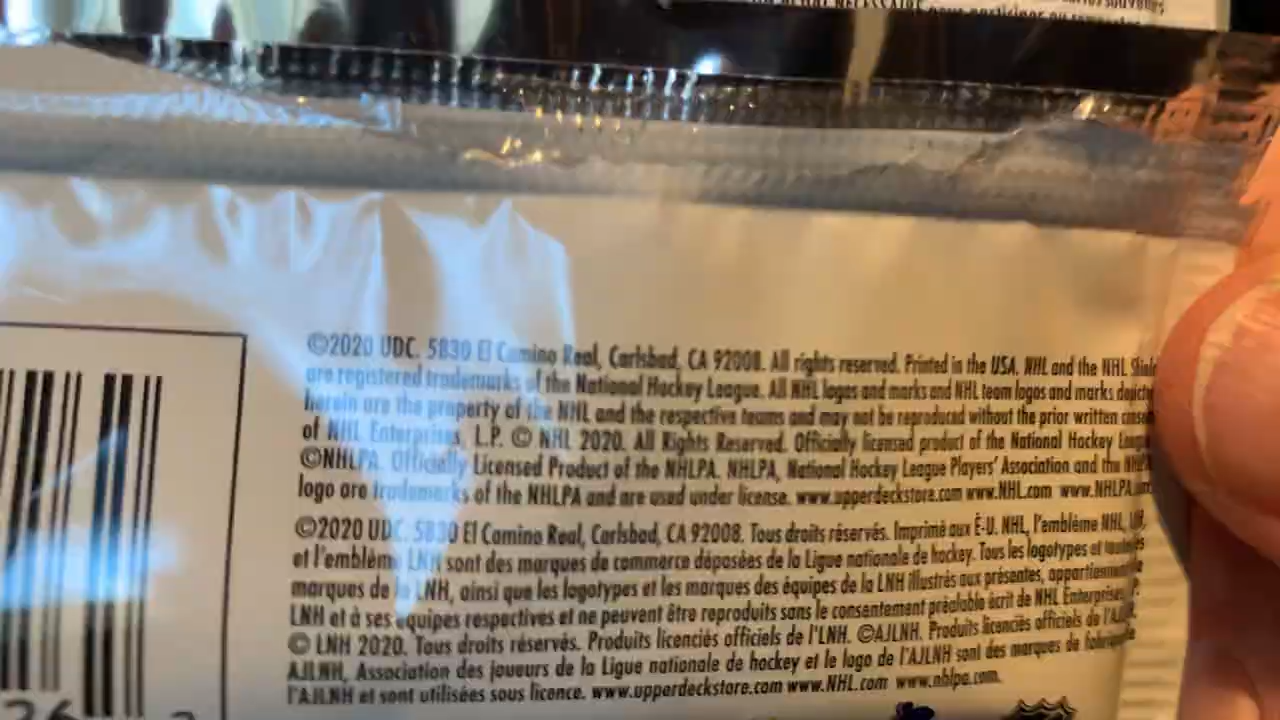 NÉCESSAIRE pour participer ou
©2020 UDC. 5830 El Camino Real, Carlsbad, CA 92008. All rights reserved. Printed in the USA. NHL and the NHL Shield
are registered trademarks of the National Hockey League. All NHL logos and marks and NHL team logos and marks depicted
herein are the property of the NHL and the respective teams and may not be reproduced without the prior written consent
of NHL Enterprises, L.P. © NHL 2020. All Rights Reserved. Officially licensed product of the National Hockey League
©NHLPA. Officially Licensed Product of the NHLPA. NHLPA, National Hockey League Players' Association and the NHLPA
logo are trademarks of the NHLPA and are used under license. www.upperdeckstore.com www.NHL.com www.NHLPA.com
©2020 UDC. 5830 El Camino Real, Carlsbad, CA 92008. Tous droits réservés. Imprimé aux É-U. NHL, l'emblème NHL, LNH,
et l'emblème LNH sont des marques de commerce déposées de la Ligue nationale de hockey. Tous les logotypes et toutes les
marques de la LNH, ainsi que les logotypes et les marques des équipes de la LNH illustrés aux présentes, appartiennent à
LNH et à ses équipes respectives et ne peuvent être reproduits sans le consentement préalable écrit de NHL Enterprises,
© LNH 2020. Tous droits réservés. Produits licenciés officiels de l'LNH. ©AJLNH. Produits licenciés officiels de
AJLNH, Association des joueurs de la Ligue nationale de hockey et le logo de l'AJLNH sont des marques de fabrique
l'AJLNH et sont utilisées sous licence. www.upperdeckstore.com www.NHL.com www.nhlpa.com.